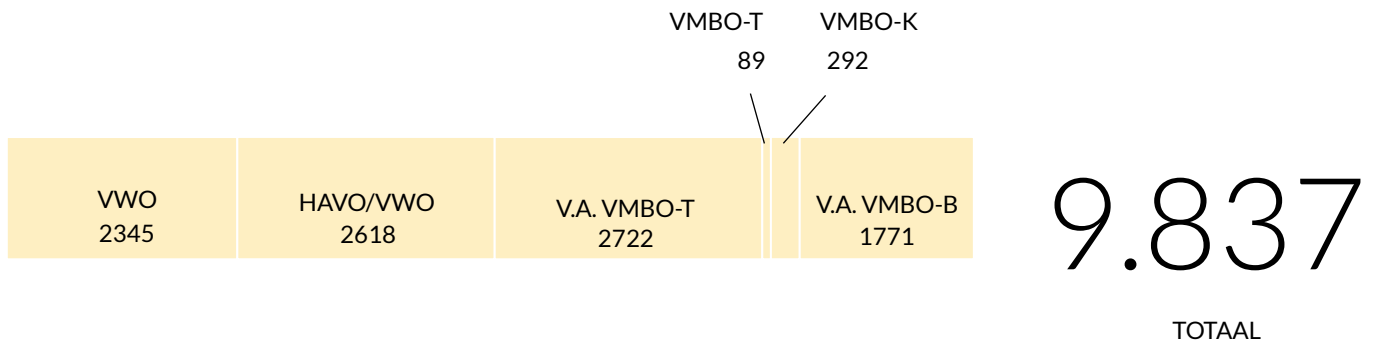 VMBO-T
89
VMBO-K
292
VWO
2345
HAVO/VWO
2618
V.A. VMBO-T
2722
V.A. VMBO-B
1771
9.837
TOTAAL